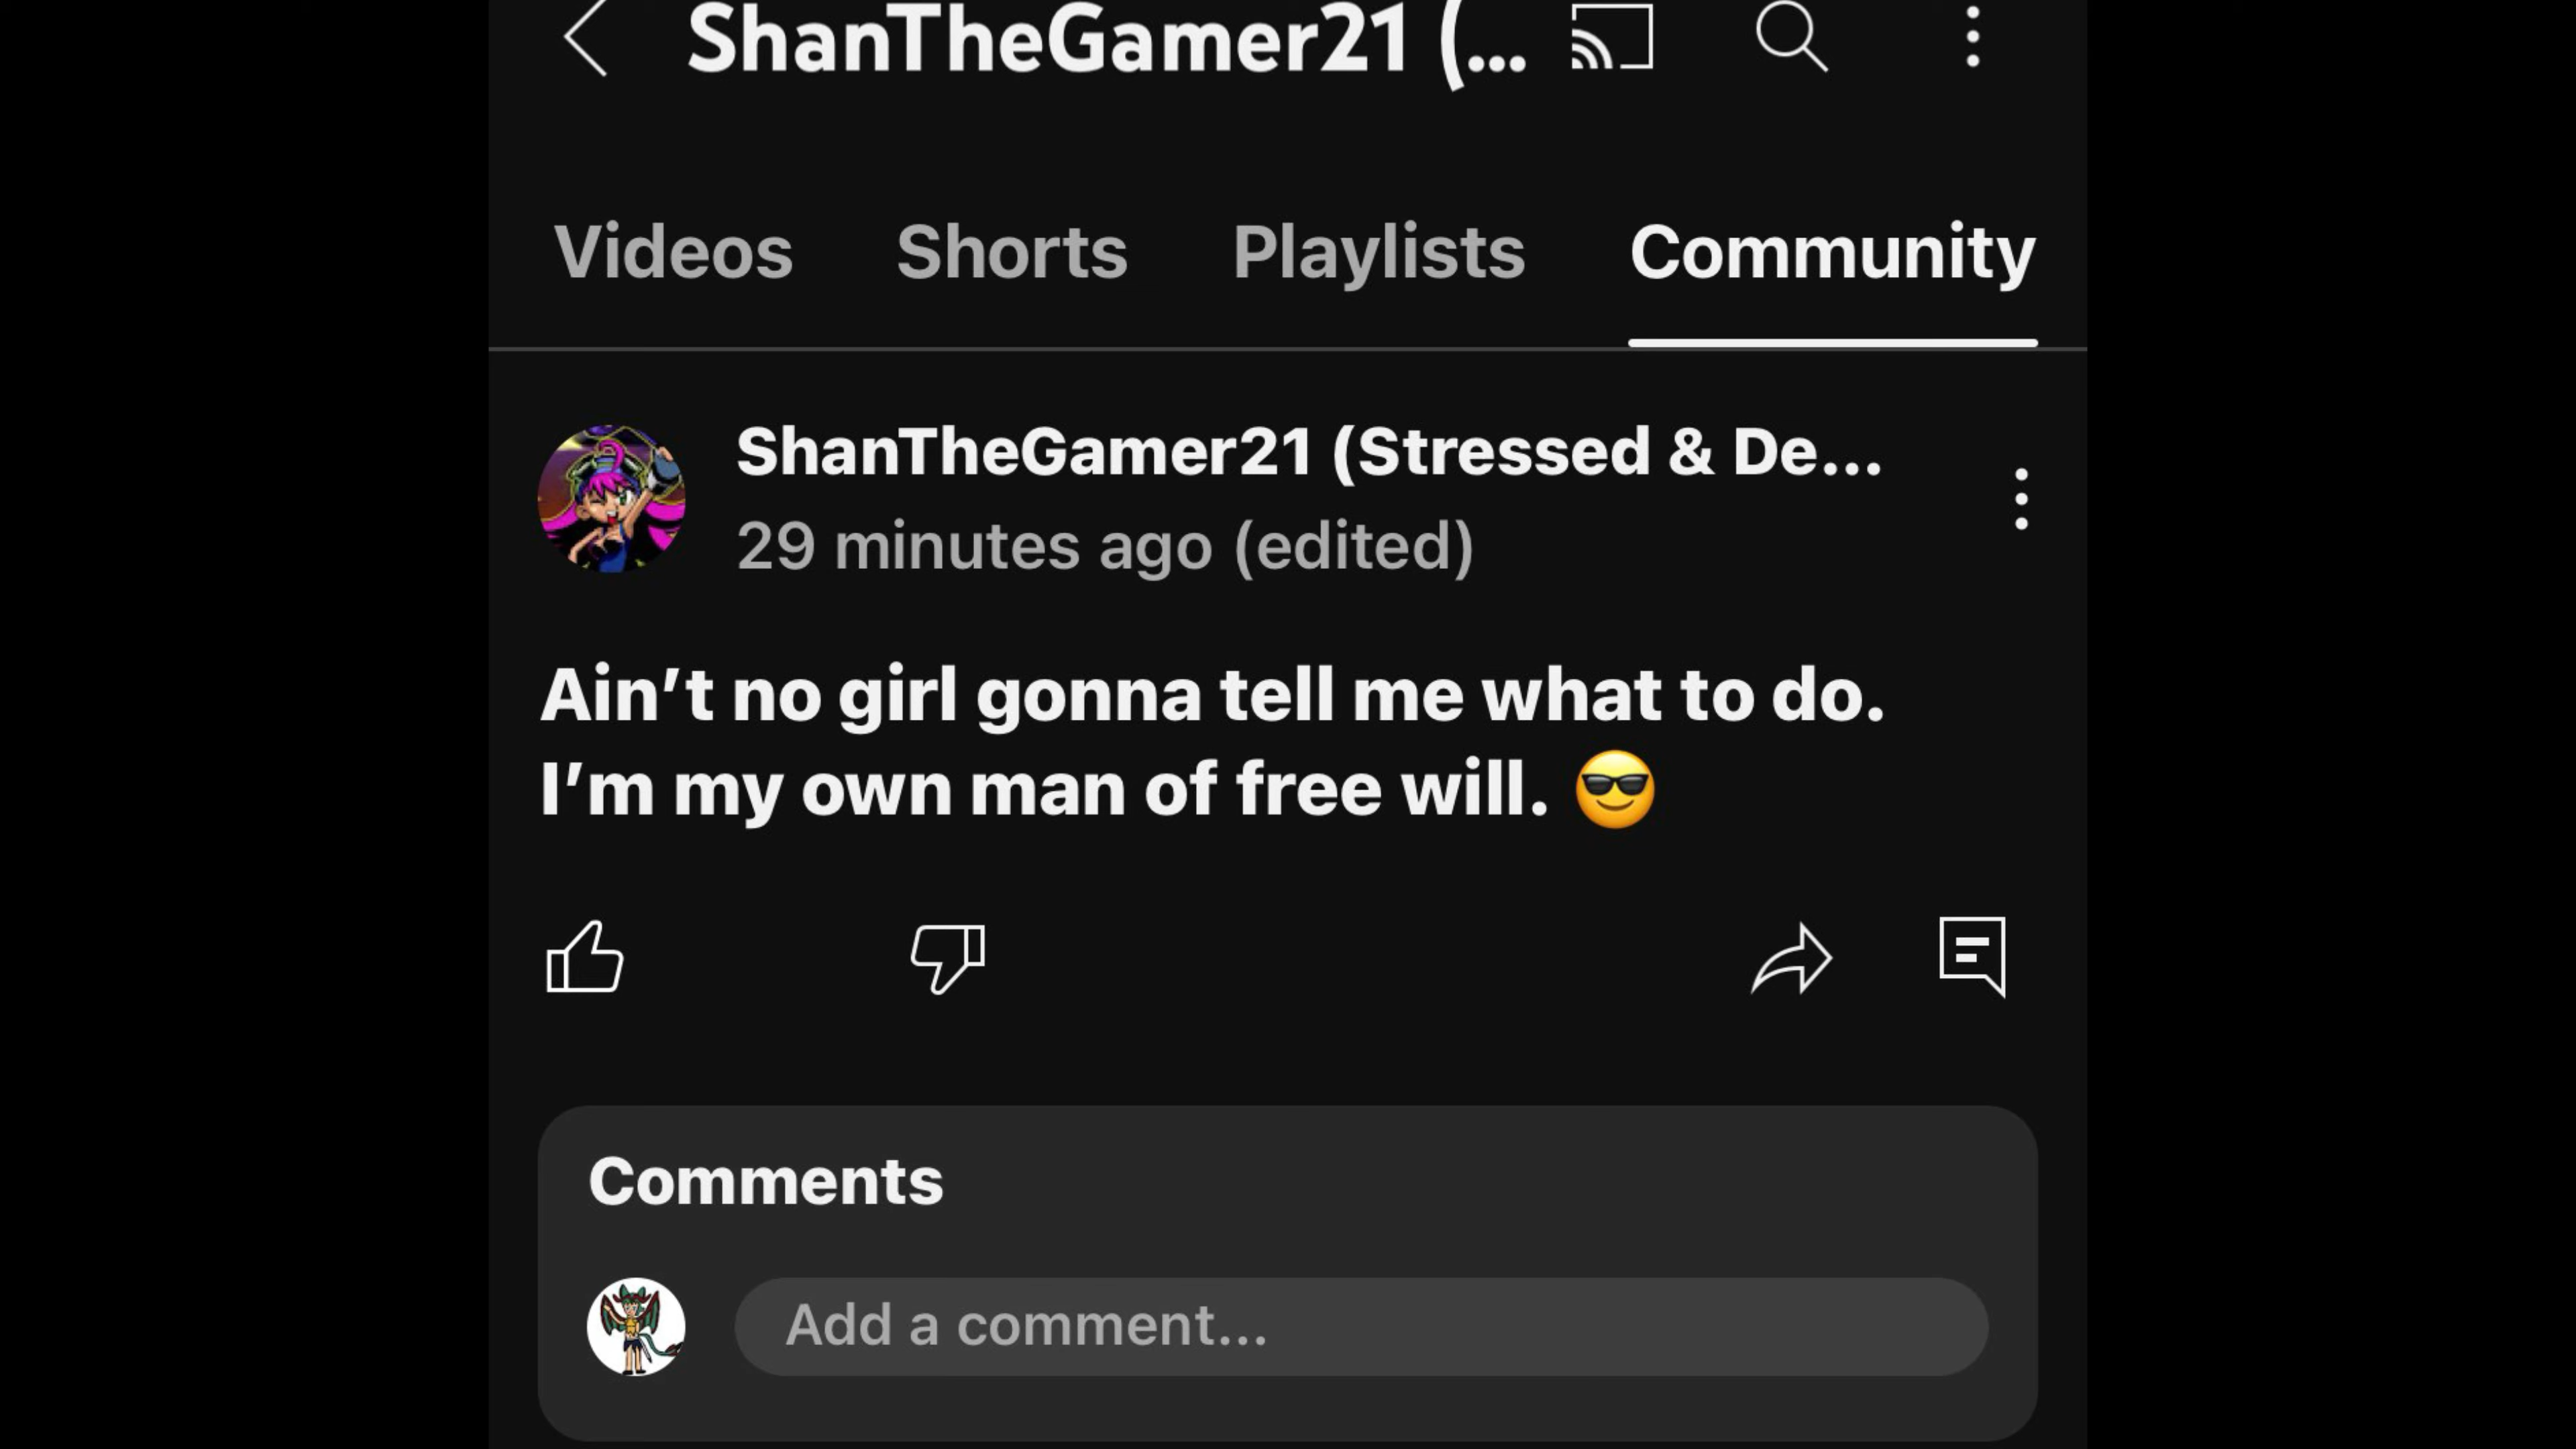 ShanTheGamer21 (...
Videos Shorts Playlists Community
ShanTheGamer21 (Stressed & De...
29 minutes ago (edited)
Ain’t no girl gonna tell me what to do.
I’m my own man of free will. 😎
Comments
Add a comment...